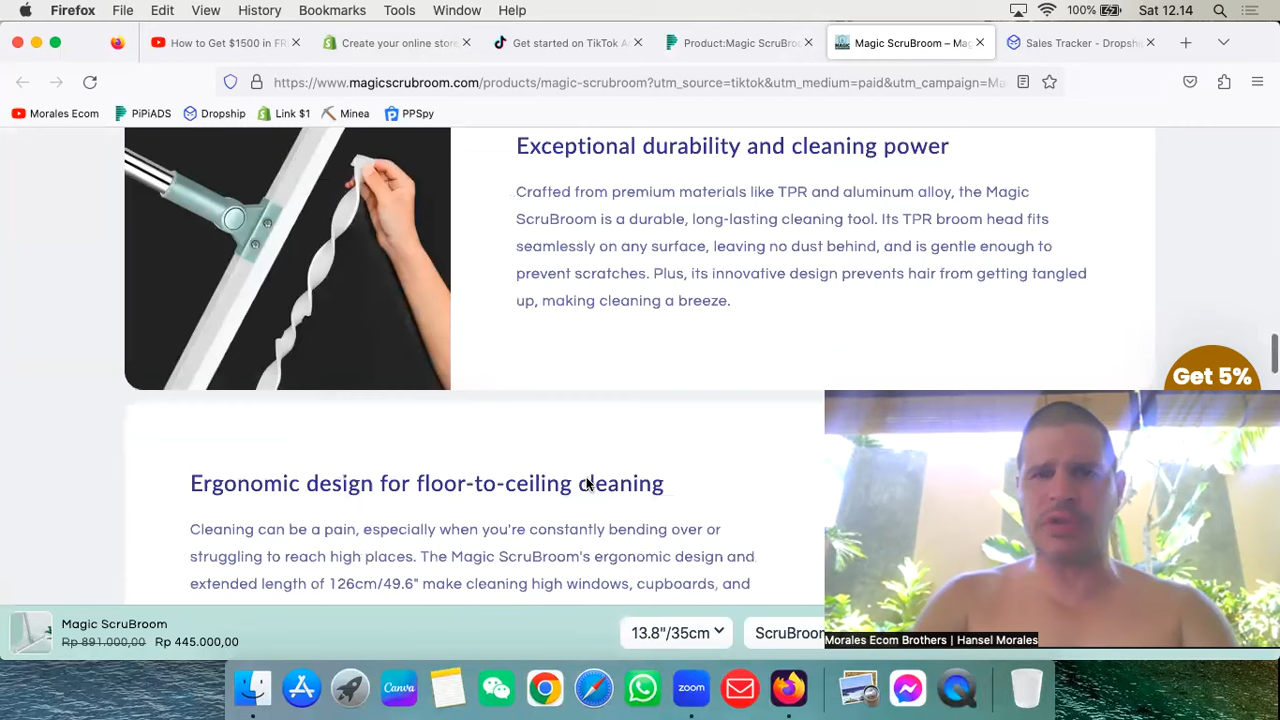 Firefox File Edit View History Bookmarks Tools Window Help 100% Sat 12.14
How to Get $1500 in FR
Create your online store
Get started on TikTok A
Product:Magic ScruBroo
Magic ScruBroom – Mag
Sales Tracker - Dropship
https://www.magicscrubroom.com/products/magic-scrubroom?utm_source=tiktok&utm_medium=paid&utm_campaign=Ma
Morales Ecom PiPiADS Dropship Link $1 Minea PPSpy
Exceptional durability and cleaning power
Crafted from premium materials like TPR and aluminum alloy, the Magic
ScruBroom is a durable, long-lasting cleaning tool. Its TPR broom head fits
seamlessly on any surface, leaving no dust behind, and is gentle enough to
prevent scratches. Plus, its innovative design prevents hair from getting tangled
up, making cleaning a breeze.
Get 5%
Ergonomic design for floor-to-ceiling cleaning
Cleaning can be a pain, especially when you're constantly bending over or
struggling to reach high places. The Magic ScruBroom's ergonomic design and
extended length of 126cm/49.6" make cleaning high windows, cupboards, and
Magic ScruBroom
Rp 891.000,00 Rp 445.000,00
13.8"/35cm
ScruBroom
Morales Ecom Brothers | Hansel Morales
Canva
zoom